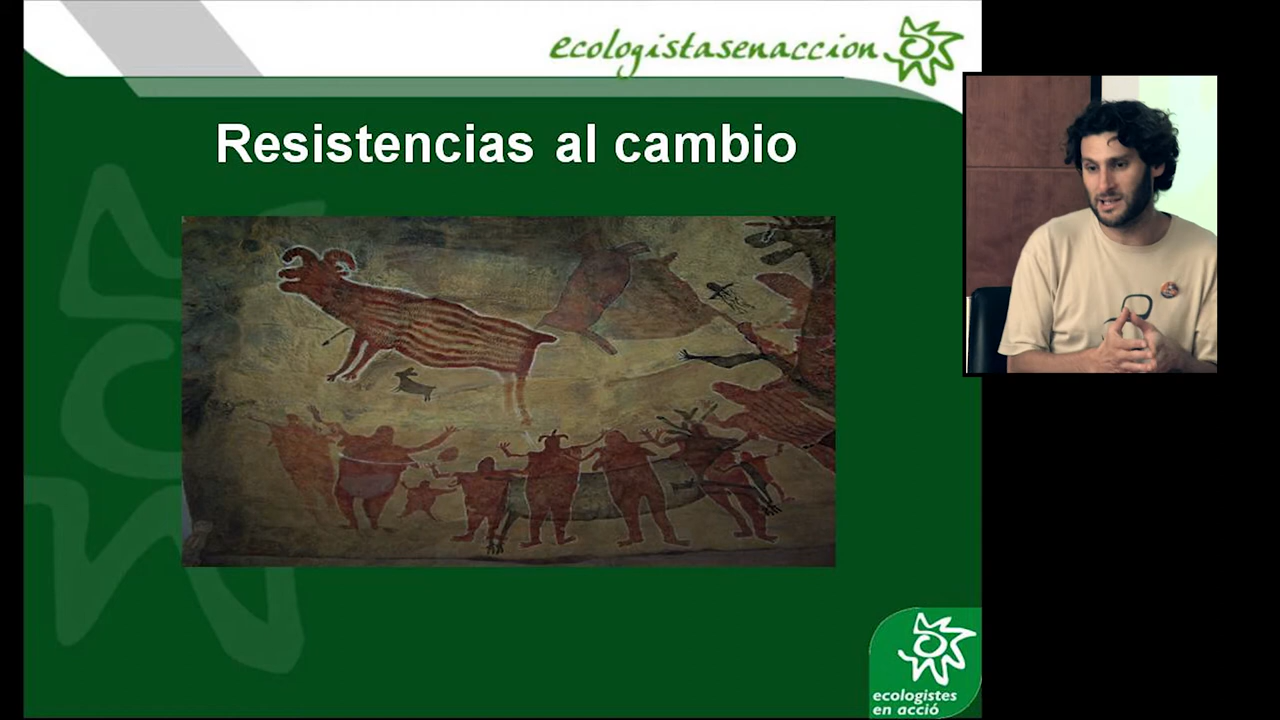 ecologistasenaccion
Resistencias al cambio
ecologistes
en acció